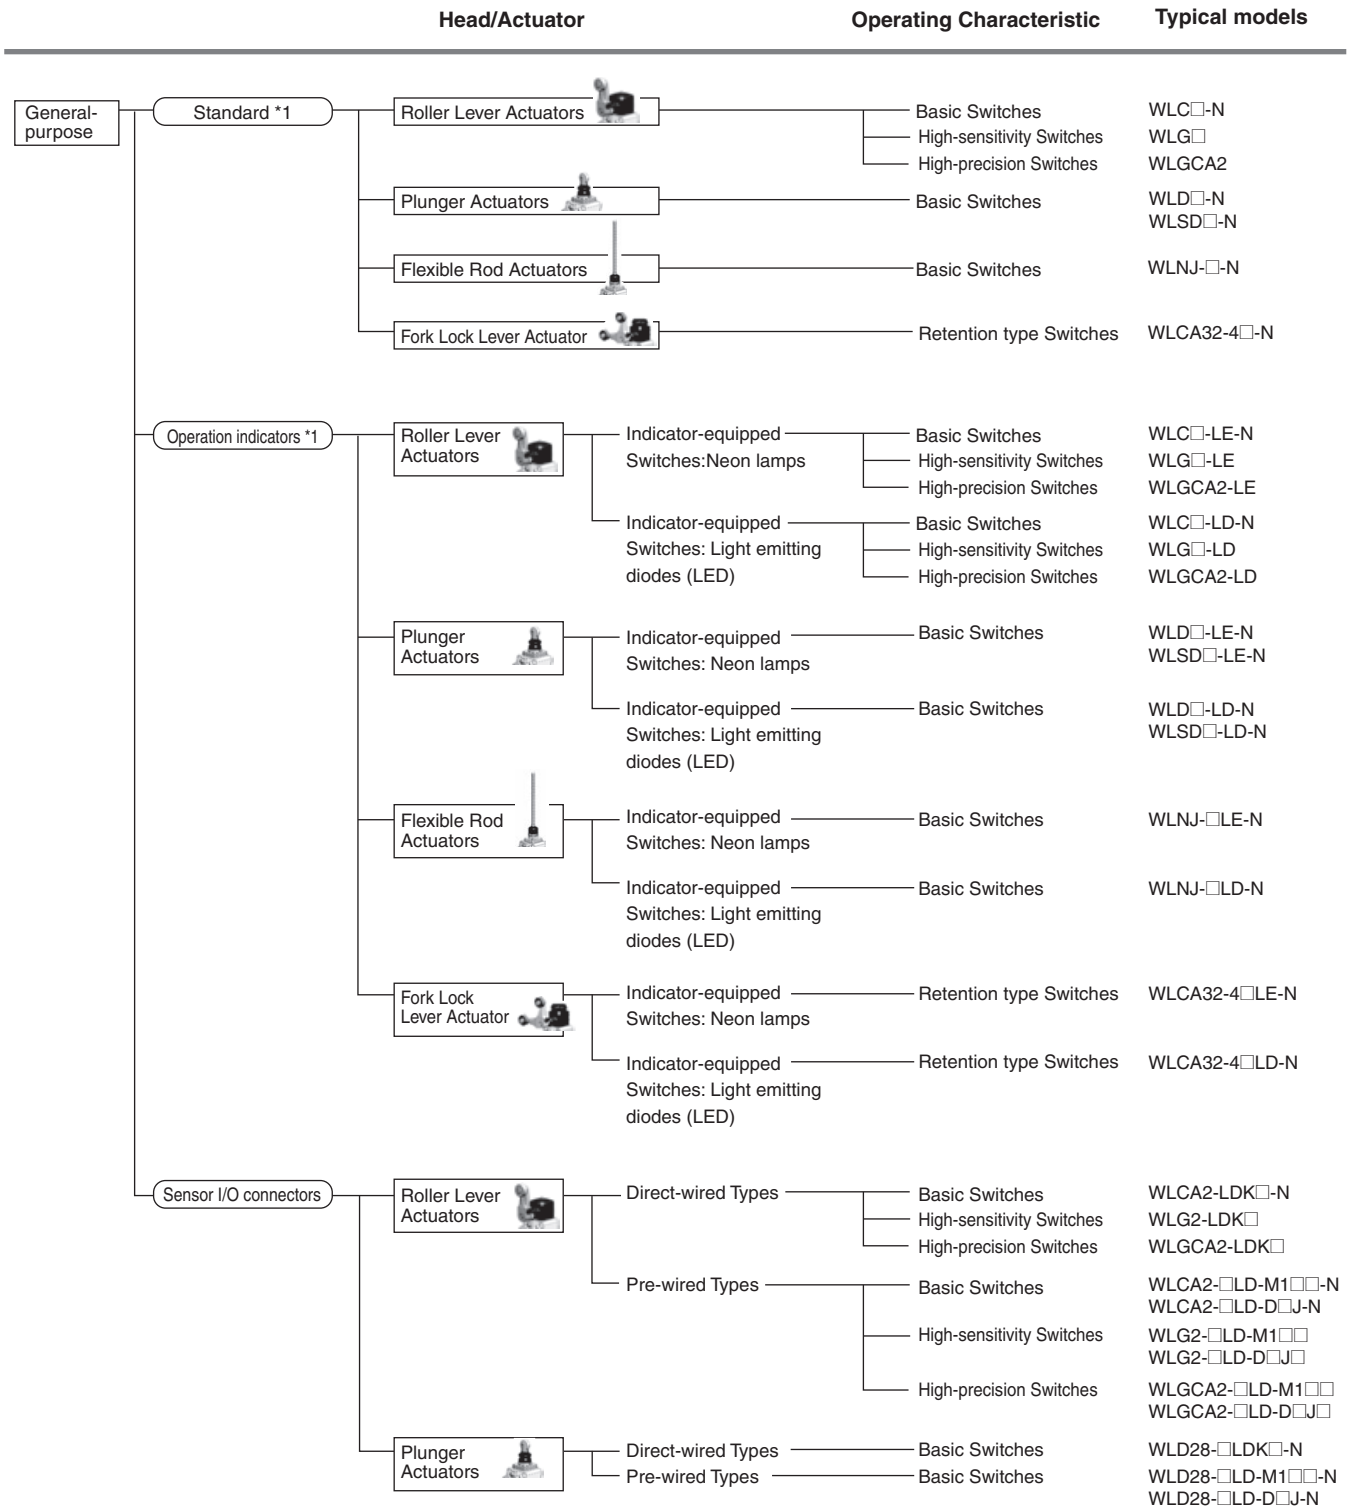 Head/Actuator Operating Characteristic Typical models
General-
purpose
Standard *1
Roller Lever Actuators
Basic Switches WLC□-N
High-sensitivity Switches WLG□
High-precision Switches WLGCA2
Plunger Actuators
Basic Switches WLD□-N
WLSD□-N
Flexible Rod Actuators
Basic Switches WLNJ-□-N
Fork Lock Lever Actuator
Retention type Switches WLCA32-4□-N
Operation indicators *1
Roller Lever
Actuators
Indicator-equipped
Switches:Neon lamps
Basic Switches WLC□-LE-N
High-sensitivity Switches WLG□-LE
High-precision Switches WLGCA2-LE
Indicator-equipped
Switches: Light emitting
diodes (LED)
Basic Switches WLC□-LD-N
High-sensitivity Switches WLG□-LD
High-precision Switches WLGCA2-LD
Plunger
Actuators
Indicator-equipped
Switches: Neon lamps
Basic Switches WLD□-LE-N
WLSD□-LE-N
Indicator-equipped
Switches: Light emitting
diodes (LED)
Basic Switches WLD□-LD-N
WLSD□-LD-N
Flexible Rod
Actuators
Indicator-equipped
Switches: Neon lamps
Basic Switches WLNJ-□LE-N
Indicator-equipped
Switches: Light emitting
diodes (LED)
Basic Switches WLNJ-□LD-N
Fork Lock
Lever Actuator
Indicator-equipped
Switches: Neon lamps
Retention type Switches WLCA32-4□LE-N
Indicator-equipped
Switches: Light emitting
diodes (LED)
Retention type Switches WLCA32-4□LD-N
Sensor I/O connectors
Roller Lever
Actuators
Direct-wired Types
Basic Switches WLCA2-LDK□-N
High-sensitivity Switches WLG2-LDK□
High-precision Switches WLGCA2-LDK□
Pre-wired Types
Basic Switches WLCA2-□LD-M1□□-N
WLCA2-□LD-D□J-N
High-sensitivity Switches WLG2-□LD-M1□□
WLG2-□LD-D□J□
High-precision Switches WLGCA2-□LD-M1□□
WLGCA2-□LD-D□J□
Plunger
Actuators
Direct-wired Types Basic Switches WLD28-□LDK□-N
Pre-wired Types Basic Switches WLD28-□LD-M1□□-N
WLD28-□LD-D□J-N